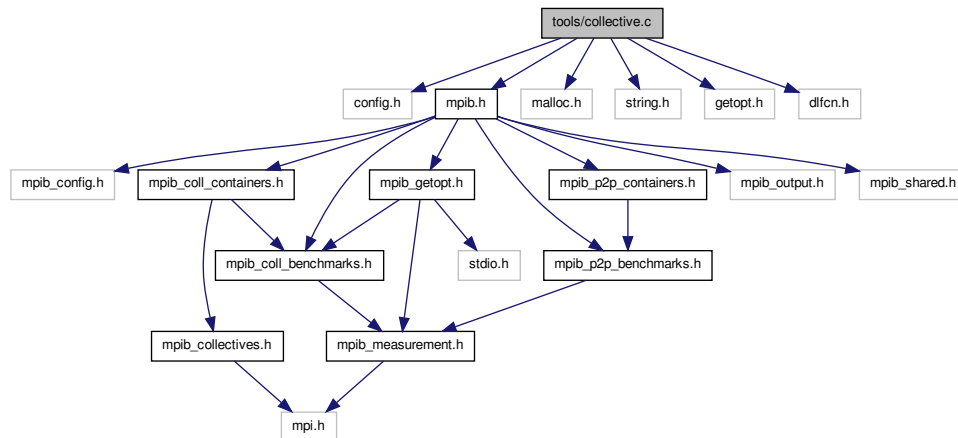 tools/collective.c
config.h
mpib.h
malloc.h
string.h
getopt.h
dlfcn.h
mpib_config.h
mpib_coll_containers.h
mpib_getopt.h
mpib_p2p_containers.h
mpib_output.h
mpib_shared.h
mpib_coll_benchmarks.h
stdio.h
mpib_p2p_benchmarks.h
mpib_collectives.h
mpib_measurement.h
mpi.h